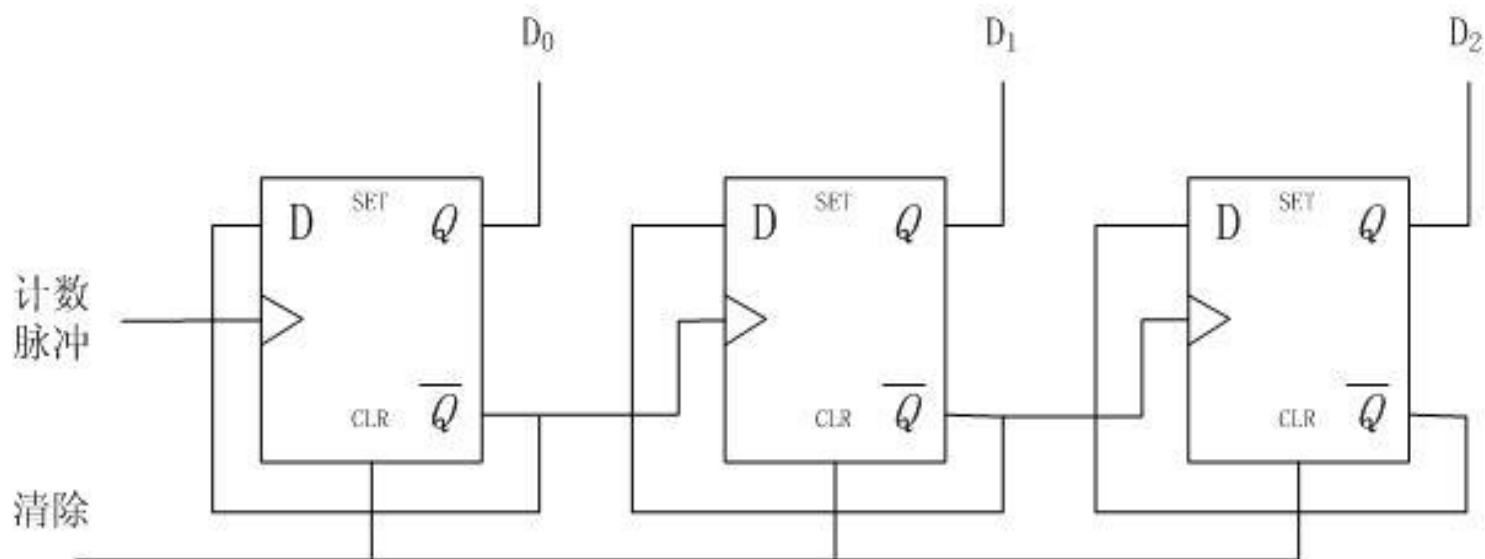 D₀ D₁ D₂
D SET Q D SET Q D SET Q
计数
脉冲
CLR Q̅ CLR Q̅ CLR Q̅
清除